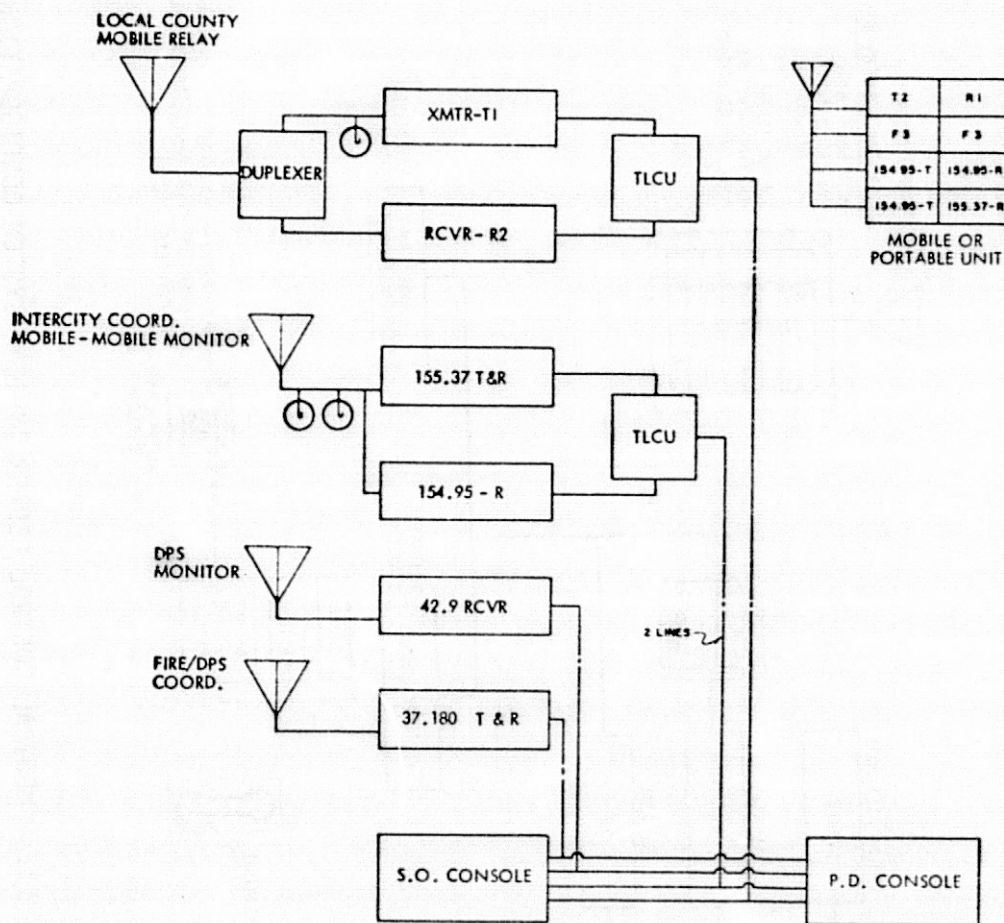 LOCAL COUNTY
MOBILE RELAY
XMTR-T1
DUPLEXER
TLCU
RCVR-R2
T2 R1
F3 F3
154.95-T 154.95-R
154.95-T 155.37-R
MOBILE OR
PORTABLE UNIT
INTERCITY COORD.
MOBILE-MOBILE MONITOR
155.37 T&R
TLCU
154.95 - R
DPS
MONITOR
42.9 RCVR
2 LINES
FIRE/DPS
COORD.
37.180 T & R
S.O. CONSOLE
P.D. CONSOLE